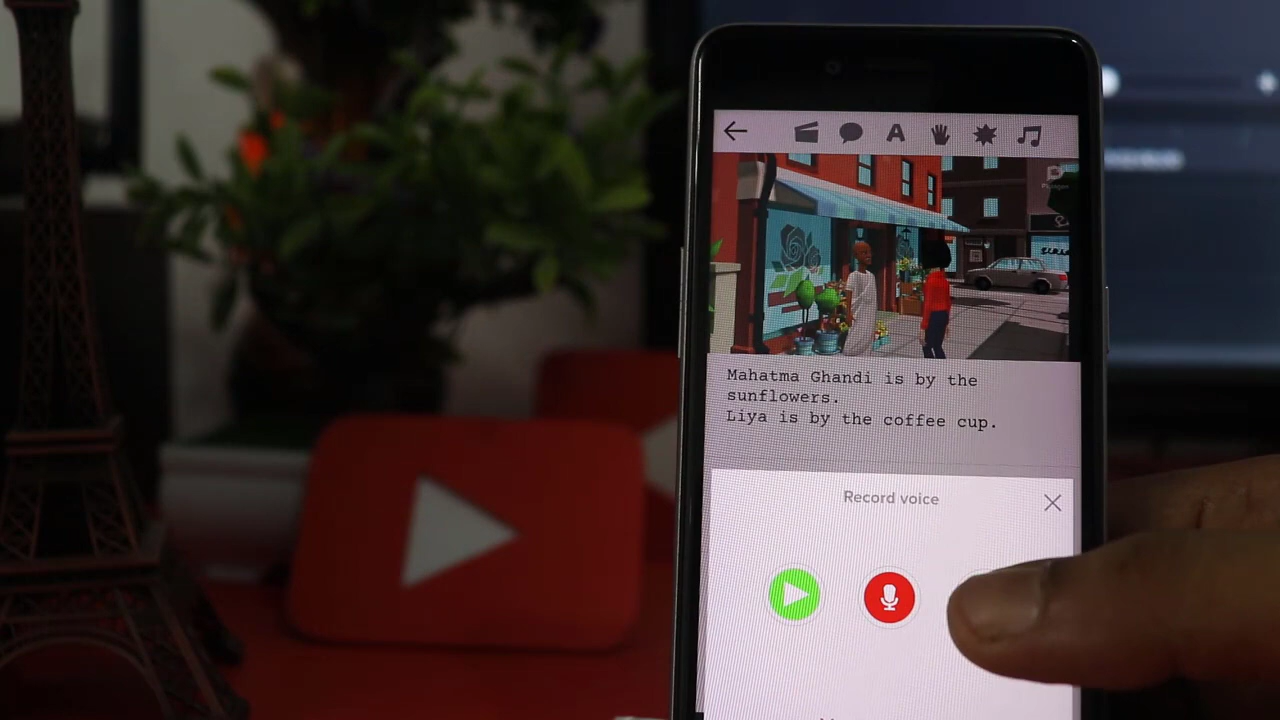 Mahatma Ghandi is by the
sunflowers.
Liya is by the coffee cup.
Record voice